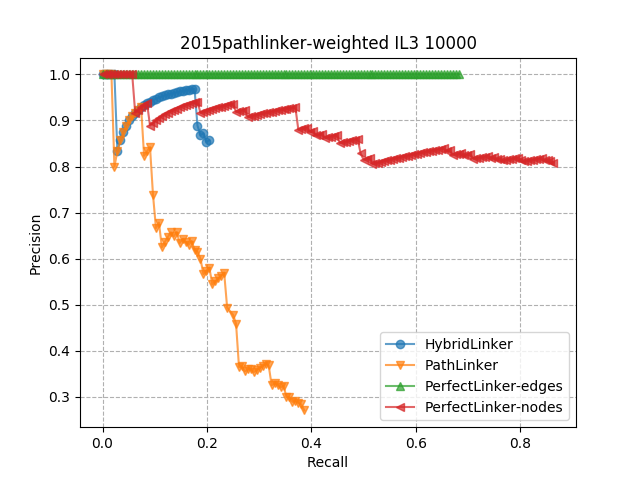 2015pathlinker-weighted IL3 10000
1.0
0.9
0.8
0.7
0.6
0.5
0.4
0.3
Precision
0.0
0.2
0.4
0.6
0.8
Recall
HybridLinker
PathLinker
PerfectLinker-edges
PerfectLinker-nodes